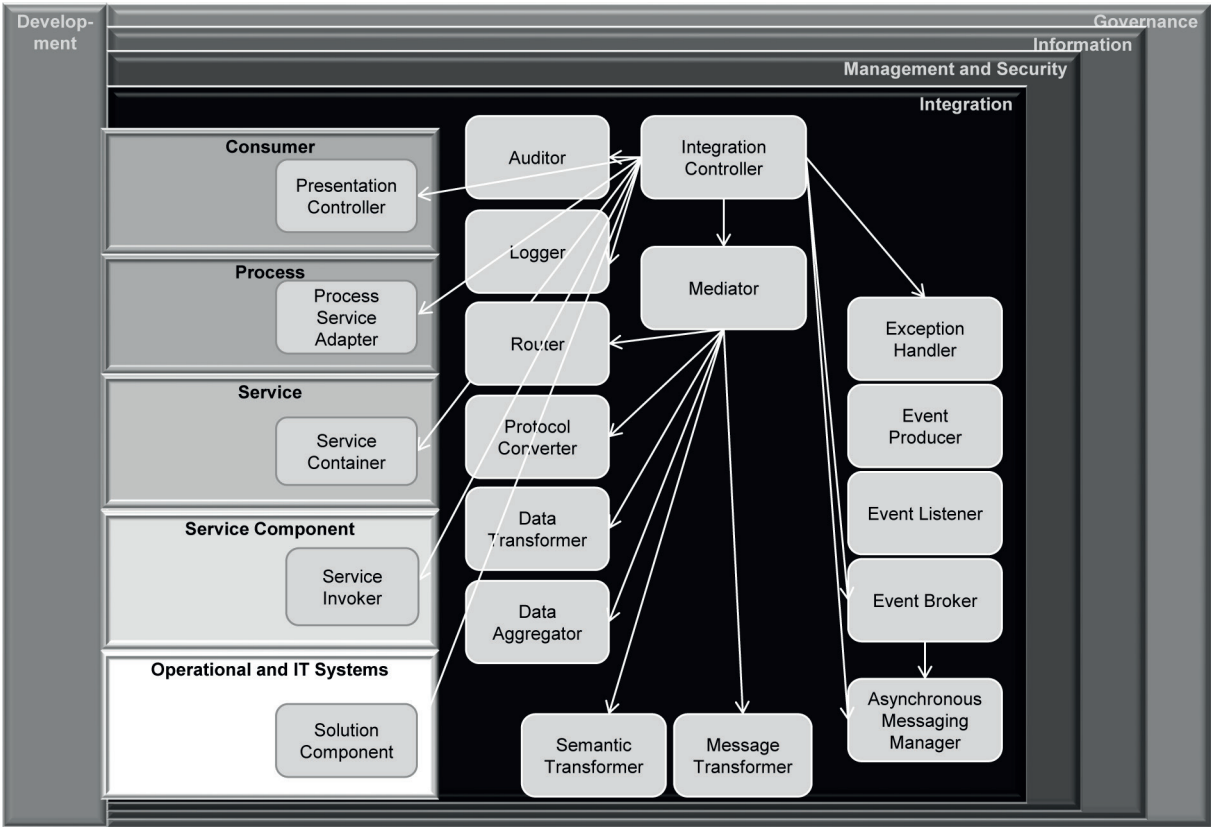 Develop-
ment
Governance
Information
Management and Security
Integration
Consumer
Presentation
Controller
Process
Process
Service
Adapter
Service
Service
Container
Service Component
Service
Invoker
Operational and IT Systems
Solution
Component
Auditor
Logger
Router
Protocol
Converter
Data
Transformer
Data
Aggregator
Semantic
Transformer
Integration
Controller
Mediator
Message
Transformer
Exception
Handler
Event
Producer
Event Listener
Event Broker
Asynchronous
Messaging
Manager